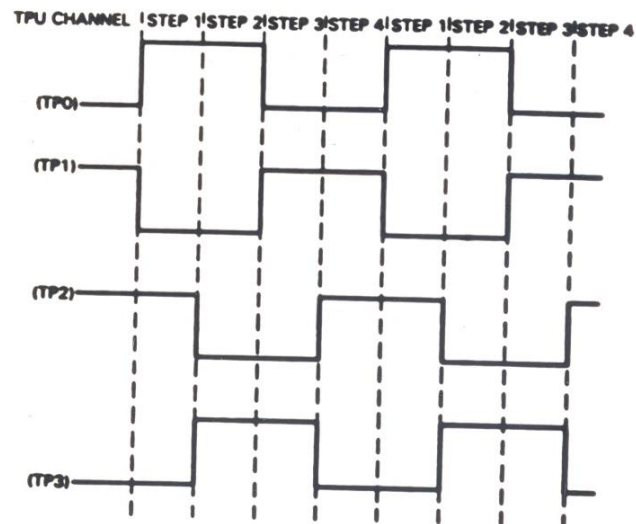 TPU CHANNEL STEP 1 STEP 2 STEP 3 STEP 4 STEP 1 STEP 2 STEP 3 STEP 4
(TP0)
(TP1)
(TP2)
(TP3)